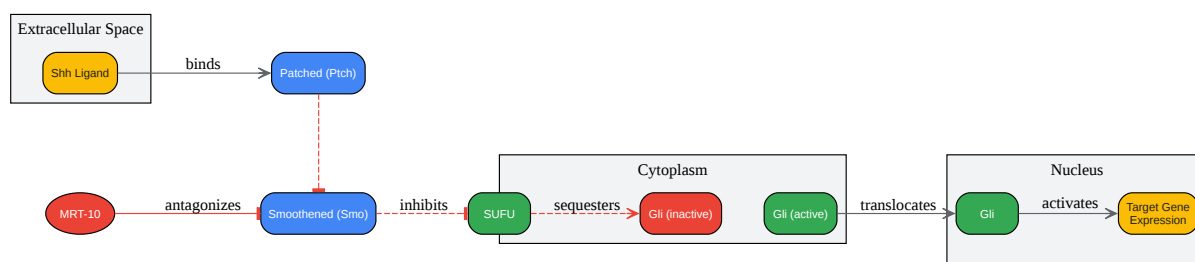 Extracellular Space
Shh Ligand
binds
Patched (Ptch)
Cytoplasm
Nucleus
MRT-10
antagonizes
Smoothened (Smo)
inhibits
SUFU
sequesters
Gli (inactive)
Gli (active)
translocates
Gli
activates
Target Gene
Expression